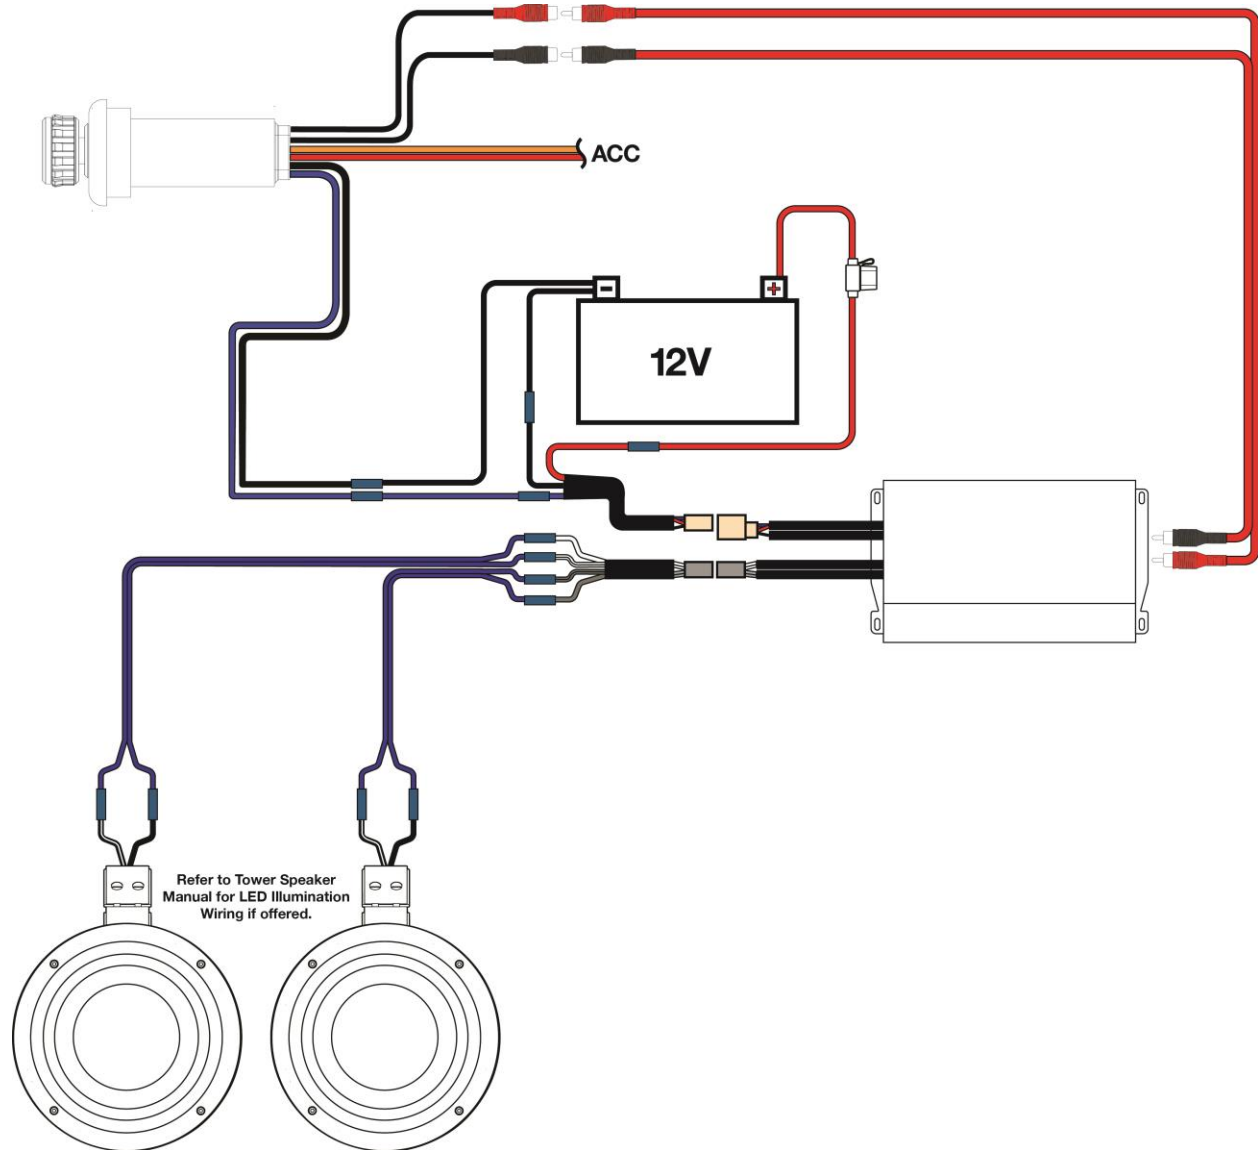 ACC
-
+
12V
Refer to Tower Speaker
Manual for LED Illumination
Wiring if offered.